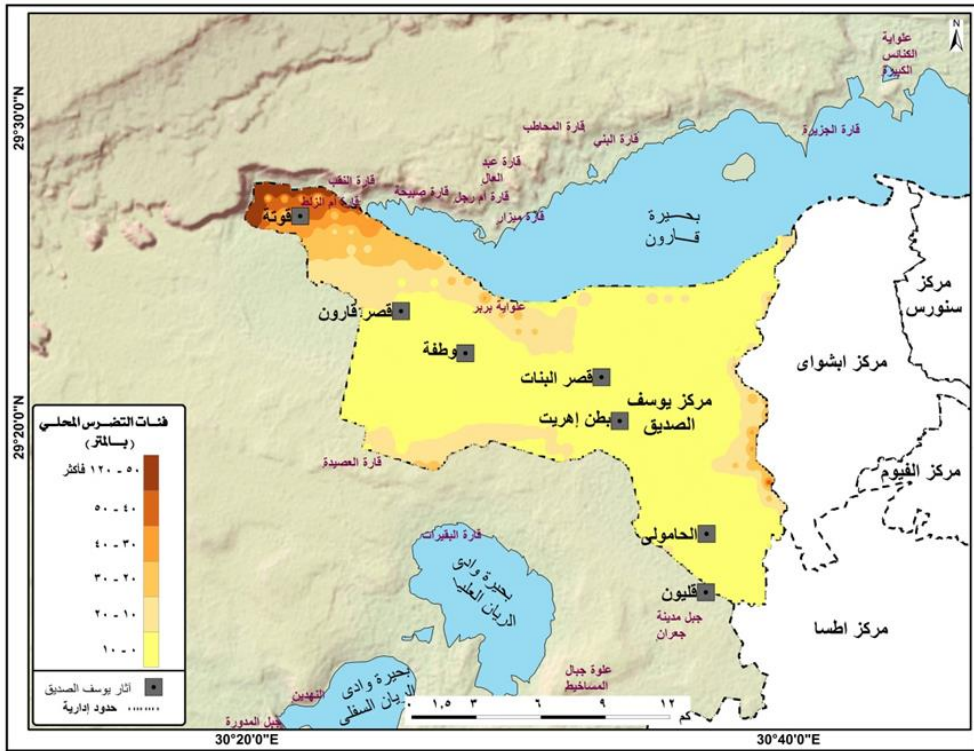 علواية
الكنائس
الكبيرة
N
29°30'0"N
قارة الجزيرة
قارة المحاطب
قارة البني
قارة عبد
العال
قارة النقب
قارة صبيحة
قارة أم رجل
قارة أم الزلط
قارة ميزار
قوتة
بحيرة
قارون
مركز
سنورس
علواية بربر
قصر قارون
مركز ابشواى
وطفة
قصر البنات
مركز يوسف
الصديق
بطن إهريت
29°20'0"N
فئات التضرس المحلي
(بالمتر)
٥٠ - ١٢٠ فأكثر
٤٠ - ٥٠
٣٠ - ٤٠
٢٠ - ٣٠
١٠ - ٢٠
٠ - ١٠
آثار يوسف الصديق
حدود إدارية
قارة العصيدة
مركز الفيوم
الحامولى
قارة البقيرات
بحيرة وادى
الريان العليا
قليون
جبل مدينة
جعران
مركز اطسا
علوة جبال
المساخيط
بحيرة وادى
الريان السفلى
النهدين
جبل المدورة
٠ ١,٥ ٣ ٦ ٩ ١٢ كم
30°20'0"E
30°40'0"E